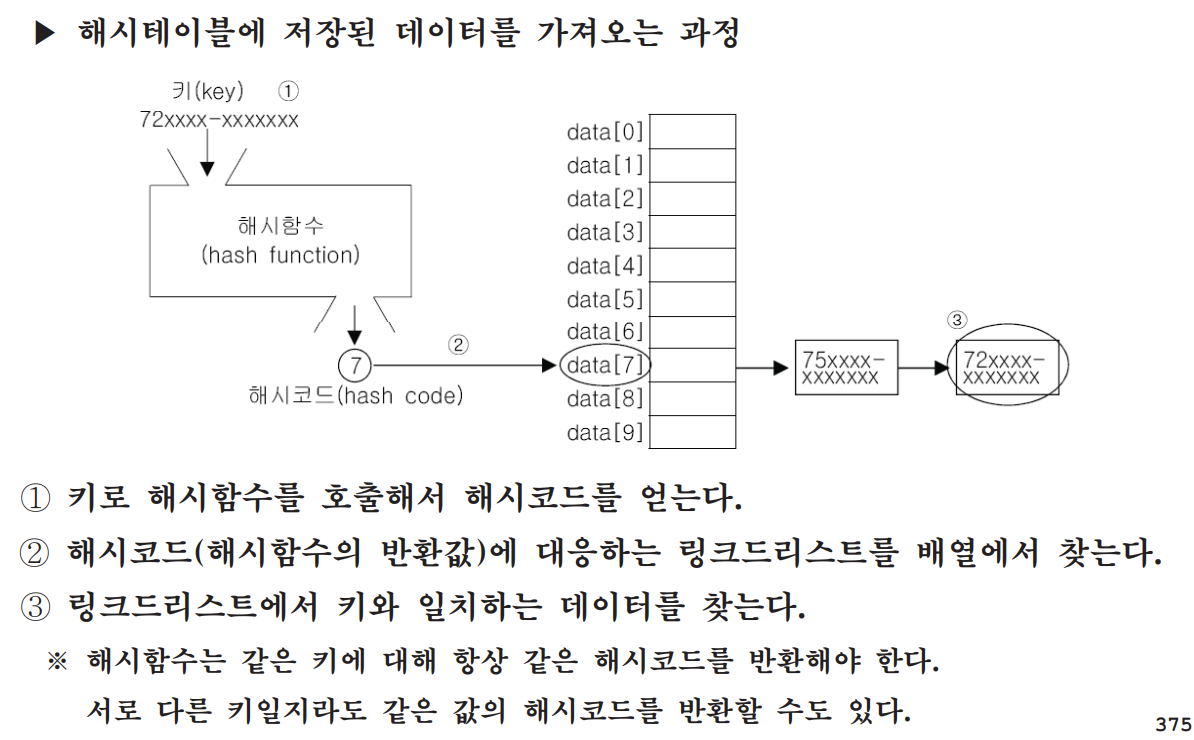 ▶ 해시테이블에 저장된 데이터를 가져오는 과정
키(key) ①
72xxxx-xxxxxxx
해시함수
(hash function)
7
해시코드(hash code)
②
data[0]
data[1]
data[2]
data[3]
data[4]
data[5]
data[6]
data[7]
data[8]
data[9]
75xxxx-
xxxxxxx
③
72xxxx-
xxxxxxx
① 키로 해시함수를 호출해서 해시코드를 얻는다.
② 해시코드(해시함수의 반환값)에 대응하는 링크드리스트를 배열에서 찾는다.
③ 링크드리스트에서 키와 일치하는 데이터를 찾는다.
※ 해시함수는 같은 키에 대해 항상 같은 해시코드를 반환해야 한다.
서로 다른 키일지라도 같은 값의 해시코드를 반환할 수도 있다.
375